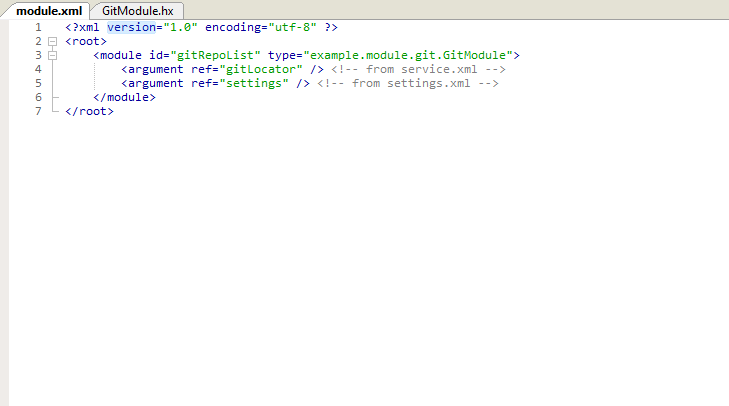 module.xml GitModule.hx
1 <?xml version="1.0" encoding="utf-8" ?>
2 <root>
3 <module id="gitRepoList" type="example.module.git.GitModule">
4 <argument ref="gitLocator" /> <!-- from service.xml -->
5 <argument ref="settings" /> <!-- from settings.xml -->
6 </module>
7 </root>